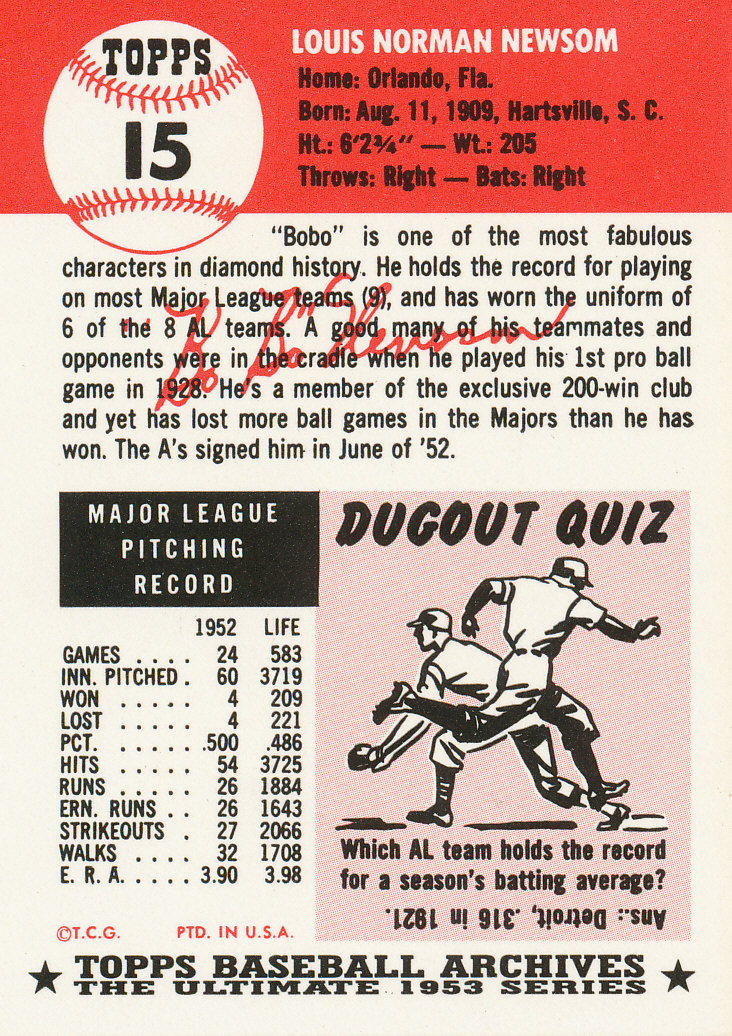 TOPPS
15
LOUIS NORMAN NEWSOM
Home: Orlando, Fla.
Born: Aug. 11, 1909, Hartsville, S. C.
Ht.: 6'2¾" — Wt.: 205
Throws: Right — Bats: Right
"Bobo" is one of the most fabulous
characters in diamond history. He holds the record for playing
on most Major League teams (9), and has worn the uniform of
6 of the 8 AL teams. A good many of his teammates and
opponents were in the cradle when he played his 1st pro ball
game in 1928. He's a member of the exclusive 200-win club
and yet has lost more ball games in the Majors than he has
won. The A's signed him in June of '52.
"Bo Bo" Newsom
MAJOR LEAGUE
PITCHING
RECORD
1952 LIFE
GAMES . . . . 24 583
INN. PITCHED . 60 3719
WON . . . . . 4 209
LOST . . . . . 4 221
PCT. . . . . . .500 .486
HITS . . . . . 54 3725
RUNS . . . . . 26 1884
ERN. RUNS . . 26 1643
STRIKEOUTS . 27 2066
WALKS . . . . 32 1708
E. R. A. . . . . . 3.90 3.98
DUGOUT QUIZ
Which AL team holds the record
for a season's batting average?
Ans.: Detroit, .316 in 1921.
©T.C.G. PTD. IN U.S.A.
★ TOPPS BASEBALL ARCHIVES ★
THE ULTIMATE 1953 SERIES